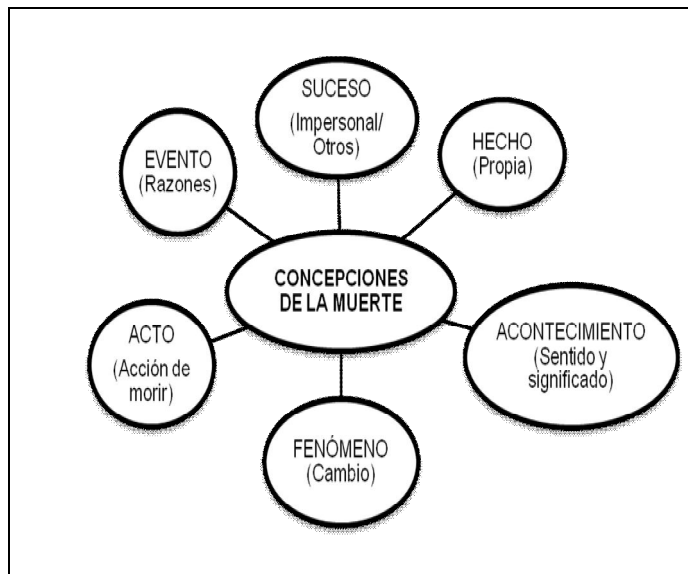 SUCESO
(Impersonal/
Otros)
HECHO
(Propia)
EVENTO
(Razones)
CONCEPCIONES
DE LA MUERTE
ACTO
(Acción de
morir)
ACONTECIMIENTO
(Sentido y
significado)
FENÓMENO
(Cambio)